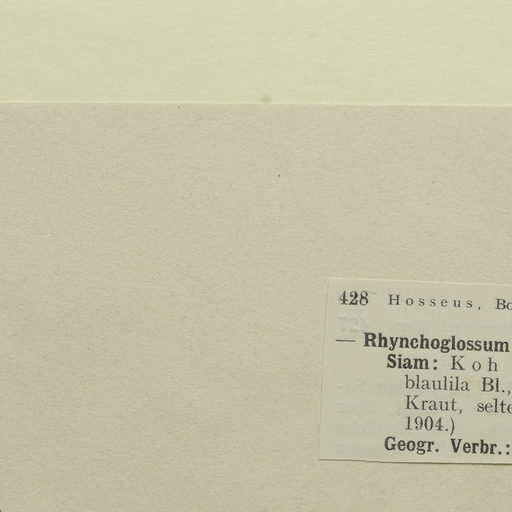 428 Hosseus, Bo
— Rhynchoglossum
Siam: Koh
blaulila Bl.,
Kraut, selte
1904.)
Geogr. Verbr.: